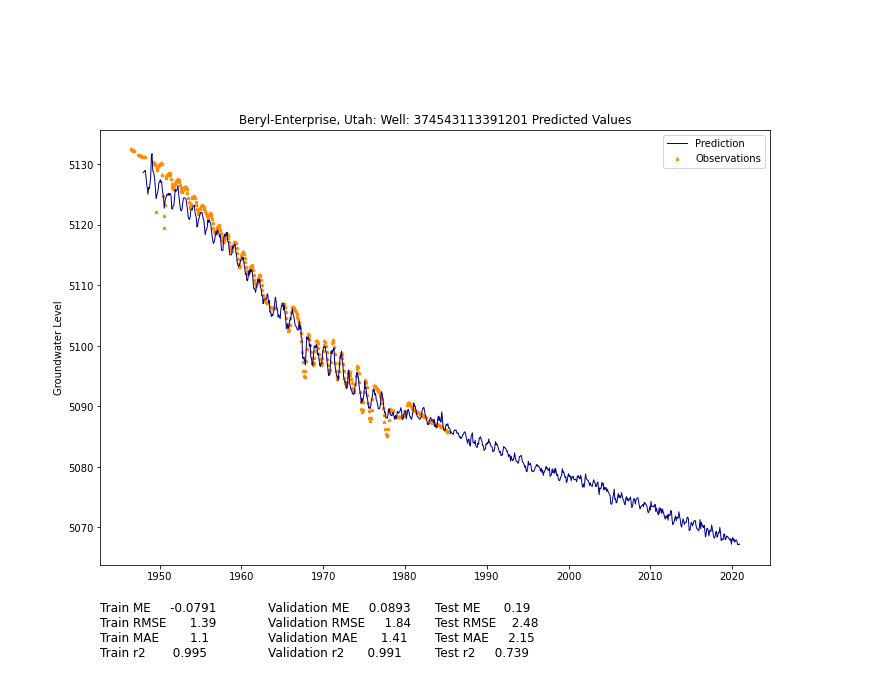 Beryl-Enterprise, Utah: Well: 374543113391201 Predicted Values
Prediction
Observations
Groundwater Level
5130
5120
5110
5100
5090
5080
5070
1950 1960 1970 1980 1990 2000 2010 2020
Train ME -0.0791 Validation ME 0.0893 Test ME 0.19
Train RMSE 1.39 Validation RMSE 1.84 Test RMSE 2.48
Train MAE 1.1 Validation MAE 1.41 Test MAE 2.15
Train r2 0.995 Validation r2 0.991 Test r2 0.739